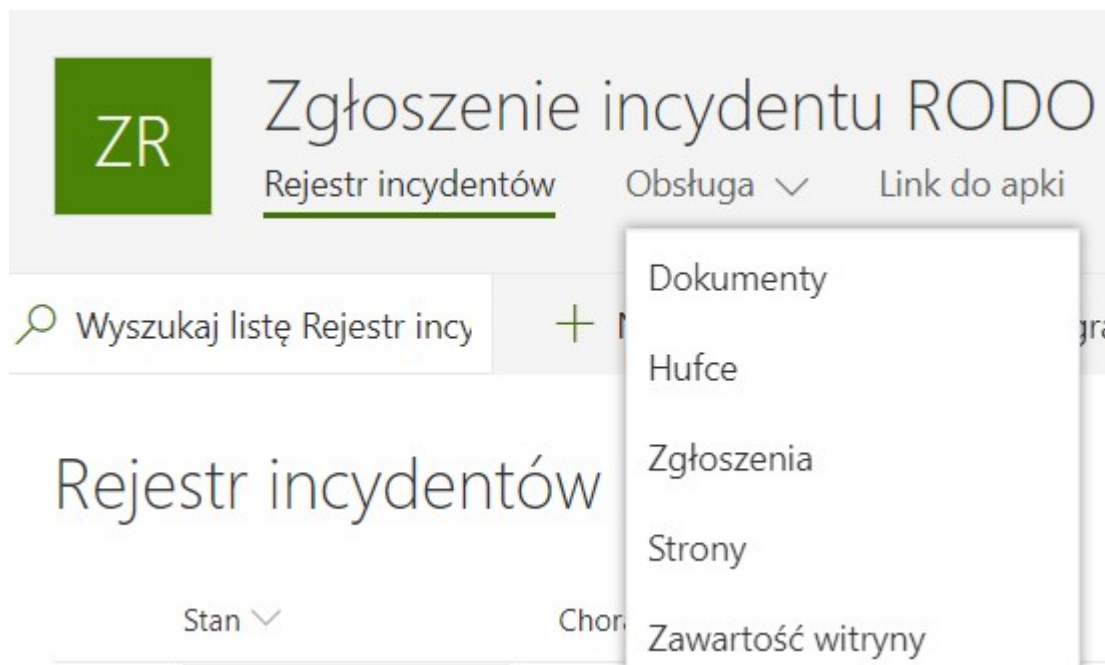 ZR
Zgłoszenie incydentu RODO
Rejestr incydentów Obsługa Link do apki
Dokumenty
Wyszukaj listę Rejestr incy
Hufce
Zgłoszenia
Rejestr incydentów
Strony
Stan
Zawartość witryny